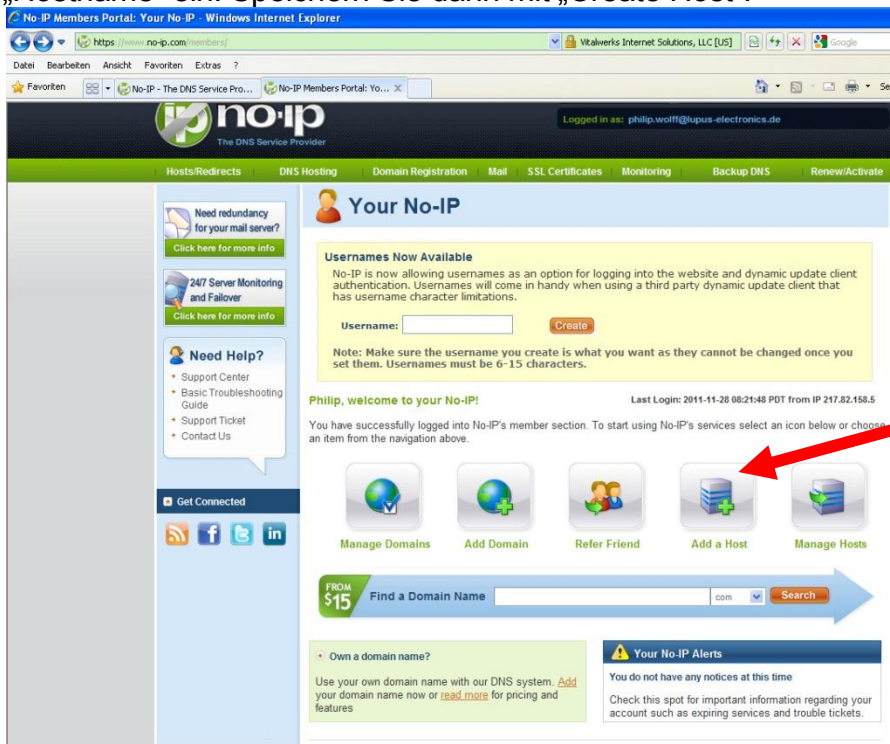 „Hostname“ ein. Speichern Sie dann mit „Create Host“.
No-IP Members Portal: Your No-IP - Windows Internet Explorer
https://www.no-ip.com/members/
Vitalwerks Internet Solutions, LLC [US]
Google
Datei Bearbeiten Ansicht Favoriten Extras ?
Favoriten
No-IP - The DNS Service Pro...
No-IP Members Portal: Yo... X
Se
no-ip
The DNS Service Provider
Logged in as: philip.wolff@lupus-electronics.de
Hosts/Redirects DNS Hosting Domain Registration Mail SSL Certificates Monitoring Backup DNS Renew/Activate
Need redundancy
for your mail server?
Click here for more info
24/7 Server Monitoring
and Failover
Click here for more info
Need Help?
Support Center
Basic Troubleshooting
Guide
Support Ticket
Contact Us
Get Connected
f
in
Your No-IP
Usernames Now Available
No-IP is now allowing usernames as an option for logging into the website and dynamic update client
authentication. Usernames will come in handy when using a third party dynamic update client that
has username character limitations.
Username:
Create
Note: Make sure the username you create is what you want as they cannot be changed once you
set them. Usernames must be 6-15 characters.
Philip, welcome to your No-IP!
Last Login: 2011-11-28 08:21:48 PDT from IP 217.82.158.5
You have successfully logged into No-IP's member section. To start using No-IP's services select an icon below or choose
an item from the navigation above.
Manage Domains
Add Domain
Refer Friend
Add a Host
Manage Hosts
FROM
$15
Find a Domain Name
com
Search
Own a domain name?
Use your own domain name with our DNS system. Add
your domain name now or read more for pricing and
features
Your No-IP Alerts
You do not have any notices at this time
Check this spot for important information regarding your
account such as expiring services and trouble tickets.